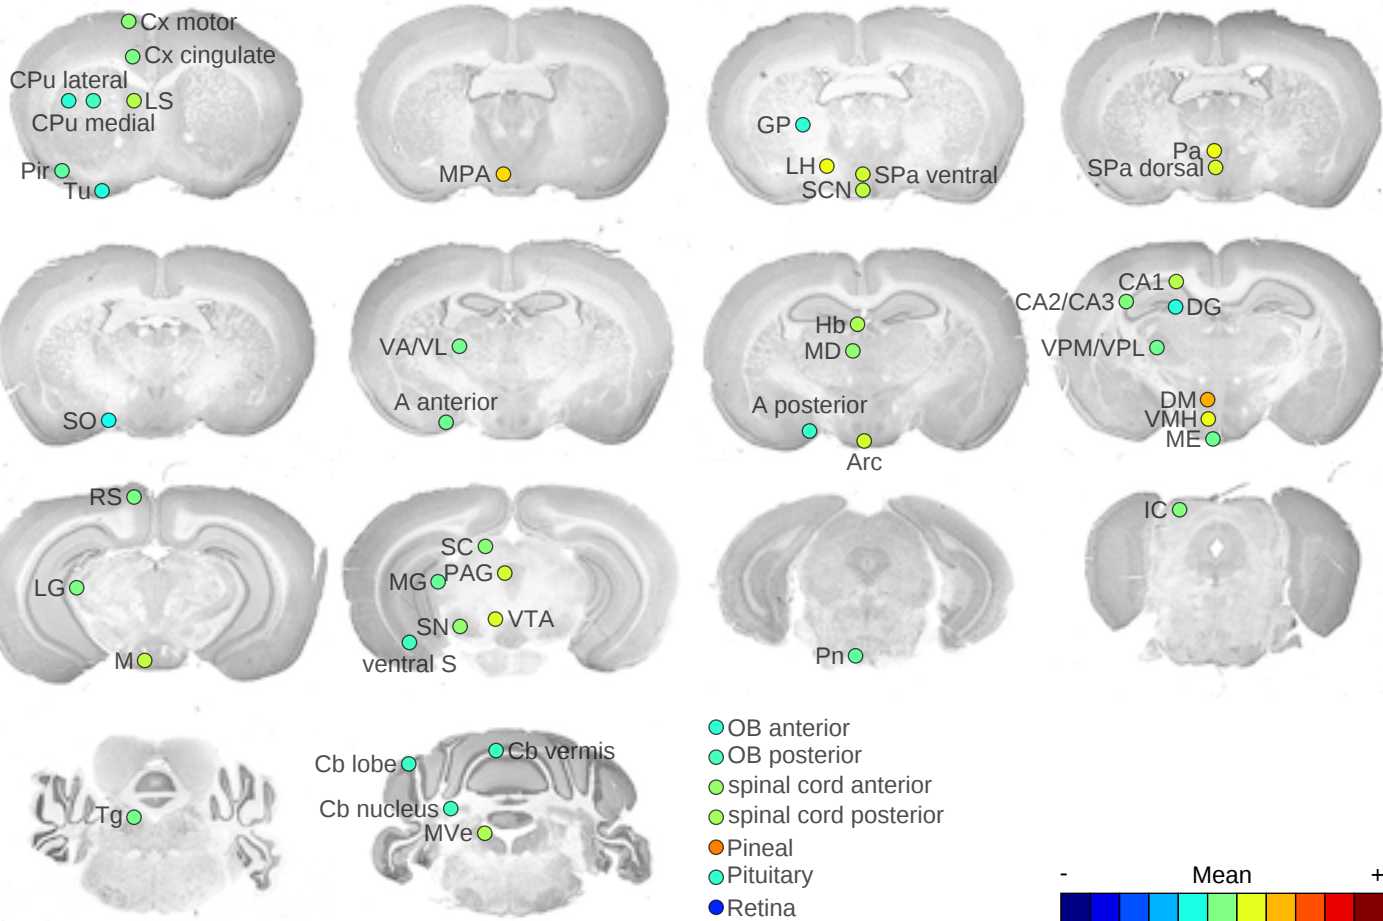 Cx motor
Cx cingulate
CPu lateral
LS
CPu medial
Pir
Tu
MPA
GP
LH
SPa ventral
SCN
Pa
SPa dorsal
SO
VA/VL
A anterior
Hb
MD
A posterior
Arc
CA1
CA2/CA3
DG
VPM/VPL
DM
VMH
ME
RS
LG
M
SC
MG PAG
SN VTA
ventral S
Pn
IC
Tg
Cb vermis
Cb lobe
Cb nucleus
MVe
OB anterior
OB posterior
spinal cord anterior
spinal cord posterior
Pineal
Pituitary
Retina
- Mean +